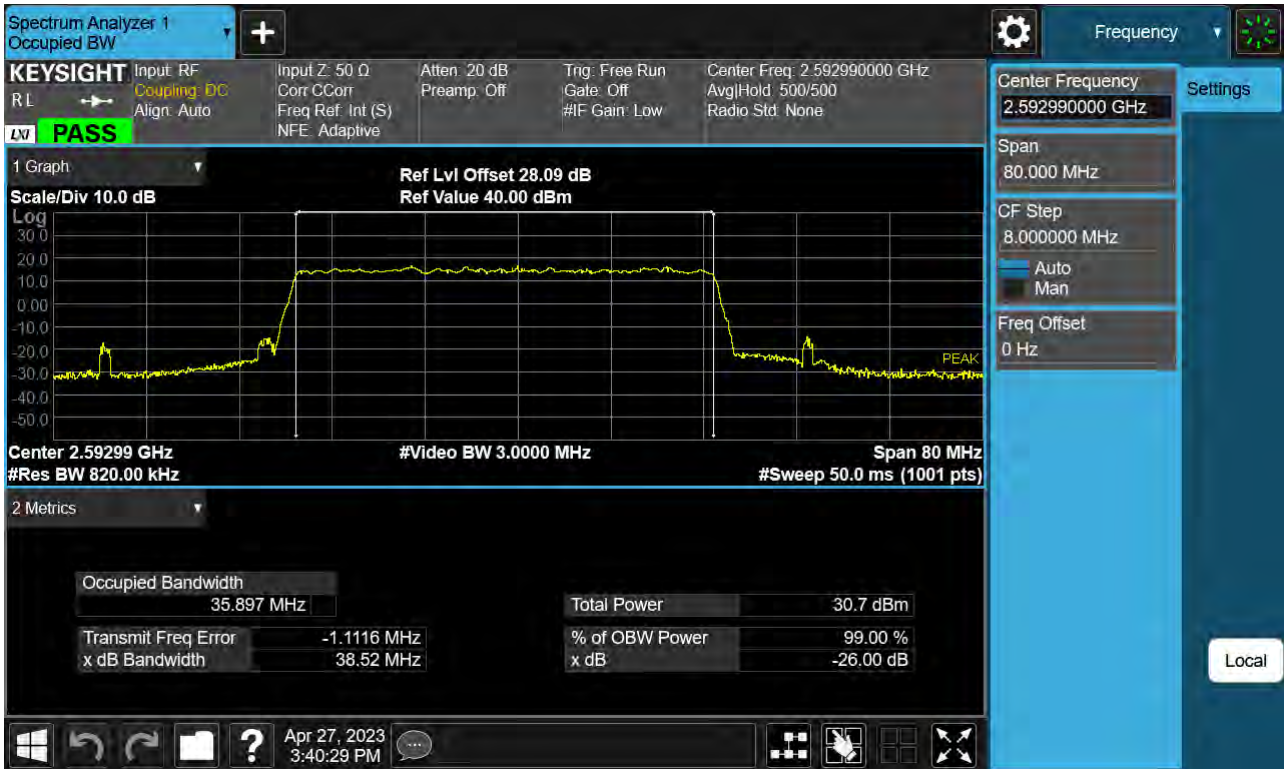 Spectrum Analyzer 1
Occupied BW
Frequency
KEYSIGHT
R L
LXI
PASS
Input: RF
Coupling: DC
Align: Auto
Input Z: 50 Ω
Corr CCorr
Freq Ref: Int (S)
NFE: Adaptive
Atten: 20 dB
Preamp: Off
Trig: Free Run
Gate: Off
#IF Gain: Low
Center Freq: 2.592990000 GHz
Avg|Hold: 500/500
Radio Std: None
Center Frequency
2.592990000 GHz
Settings
Span
80.000 MHz
CF Step
8.000000 MHz
Auto
Man
Freq Offset
0 Hz
Local
1 Graph
Scale/Div 10.0 dB
Ref Lvl Offset 28.09 dB
Ref Value 40.00 dBm
Log
30.0
20.0
10.0
0.00
-10.0
-20.0
-30.0
-40.0
-50.0
PEAK
Center 2.59299 GHz
#Video BW 3.0000 MHz
Span 80 MHz
#Res BW 820.00 kHz
#Sweep 50.0 ms (1001 pts)
2 Metrics
Occupied Bandwidth
35.897 MHz
Total Power 30.7 dBm
Transmit Freq Error -1.1116 MHz
% of OBW Power 99.00 %
x dB Bandwidth 38.52 MHz
x dB -26.00 dB
Apr 27, 2023
3:40:29 PM